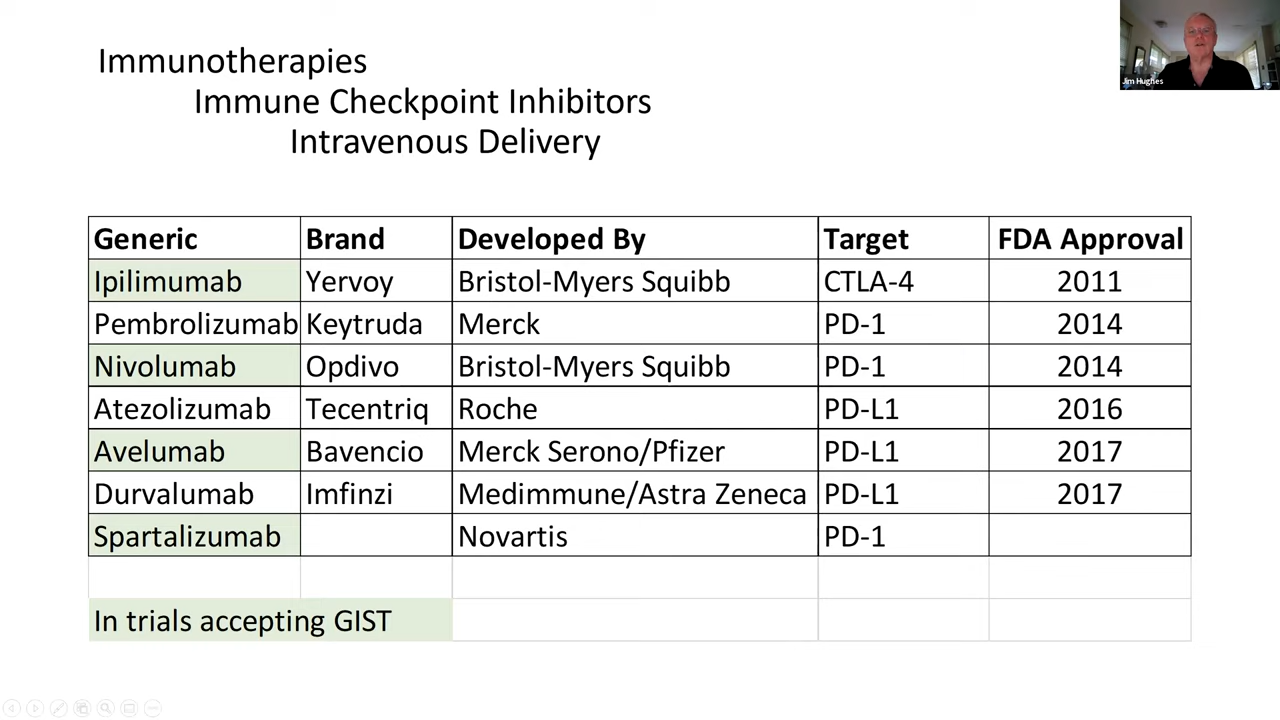 Immunotherapies
Immune Checkpoint Inhibitors
Intravenous Delivery
Jim Hughes
Generic Brand Developed By Target FDA Approval
Ipilimumab Yervoy Bristol-Myers Squibb CTLA-4 2011
Pembrolizumab Keytruda Merck PD-1 2014
Nivolumab Opdivo Bristol-Myers Squibb PD-1 2014
Atezolizumab Tecentriq Roche PD-L1 2016
Avelumab Bavencio Merck Serono/Pfizer PD-L1 2017
Durvalumab Imfinzi Medimmune/Astra Zeneca PD-L1 2017
Spartalizumab Novartis PD-1
In trials accepting GIST